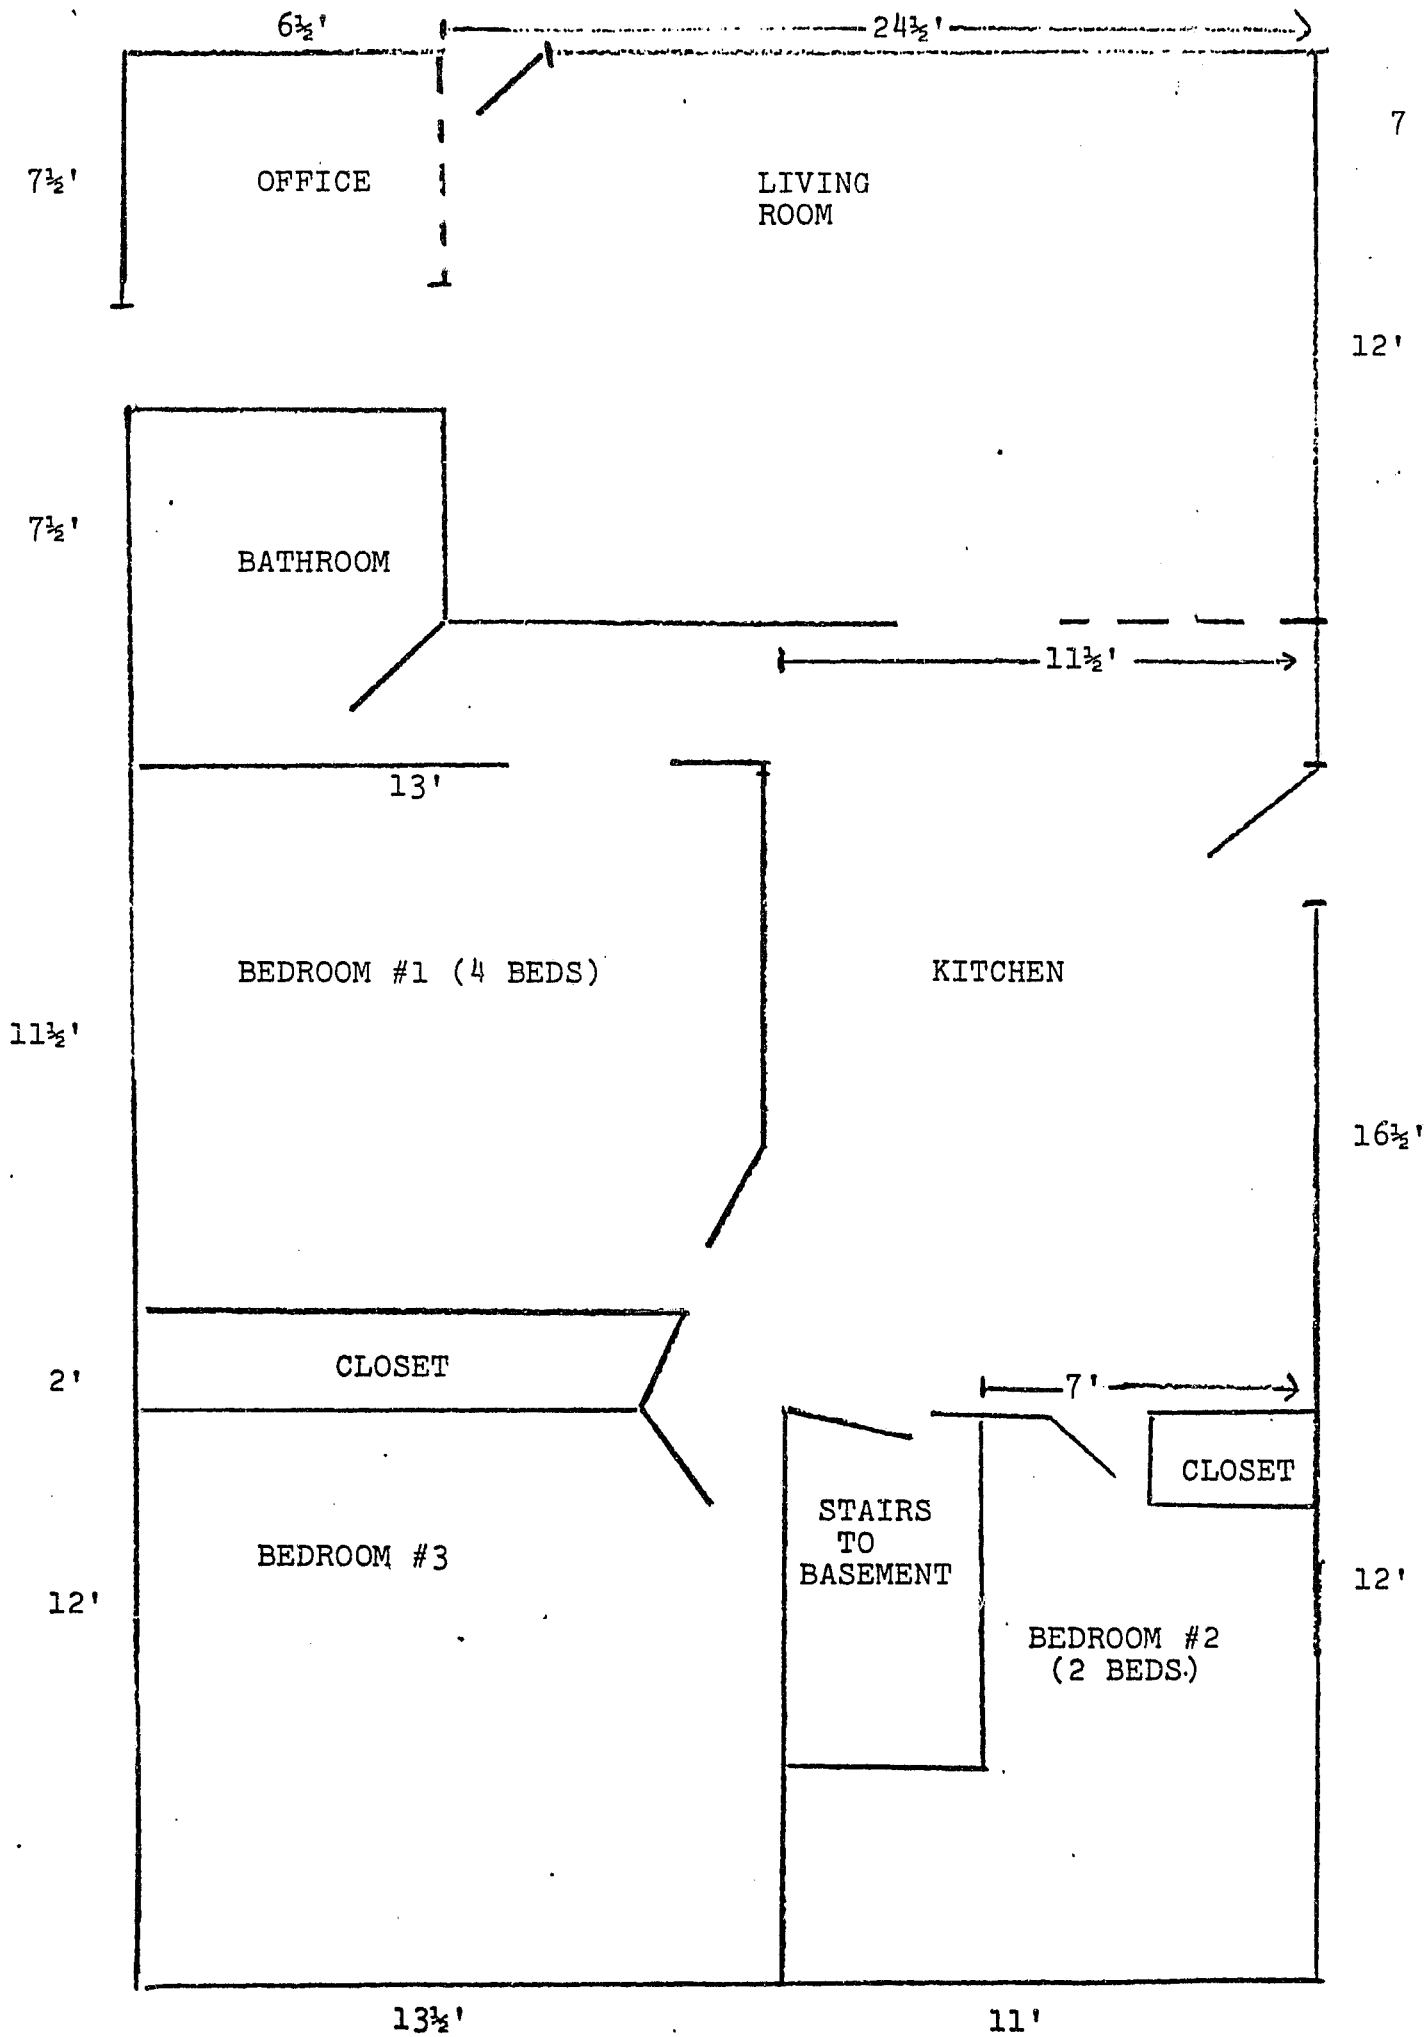 6½'
24½'
7
7½'
OFFICE
LIVING
ROOM
12'
7½'
BATHROOM
11½'
13'
BEDROOM #1 (4 BEDS)
KITCHEN
11½'
16½'
CLOSET
2'
7'
CLOSET
STAIRS
TO
BASEMENT
BEDROOM #3
12'
12'
BEDROOM #2
(2 BEDS)
13½'
11'